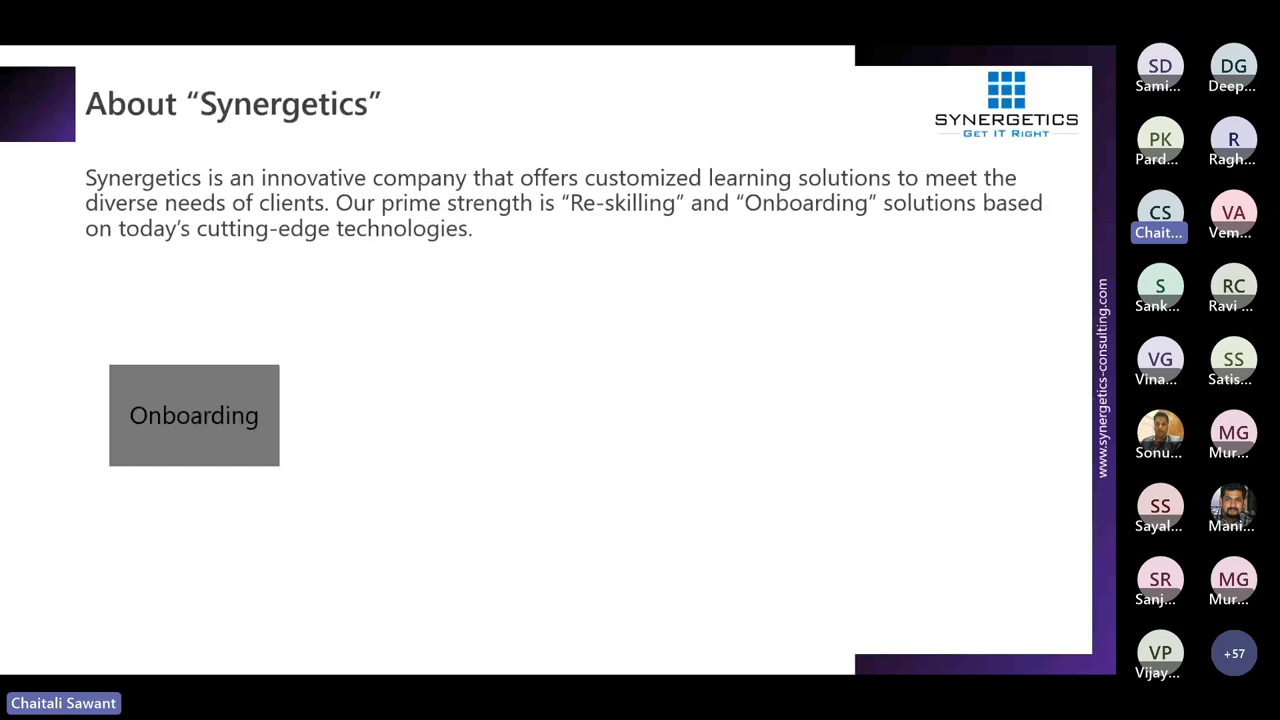 About “Synergetics”
SYNERGETICS
GET IT RIGHT
Synergetics is an innovative company that offers customized learning solutions to meet the
diverse needs of clients. Our prime strength is “Re-skilling” and “Onboarding” solutions based
on today’s cutting-edge technologies.
Onboarding
www.synergetics-consulting.com
SD
Sami...
DG
Deep...
PK
Pard...
R
Ragh...
CS
Chait...
VA
Vem...
S
Sank...
RC
Ravi ...
VG
Vina...
SS
Satis...
Sonu...
MG
Mur...
SS
Sayal...
Mani...
SR
Sanj...
MG
Mur...
VP
Vijay...
+57
Chaitali Sawant